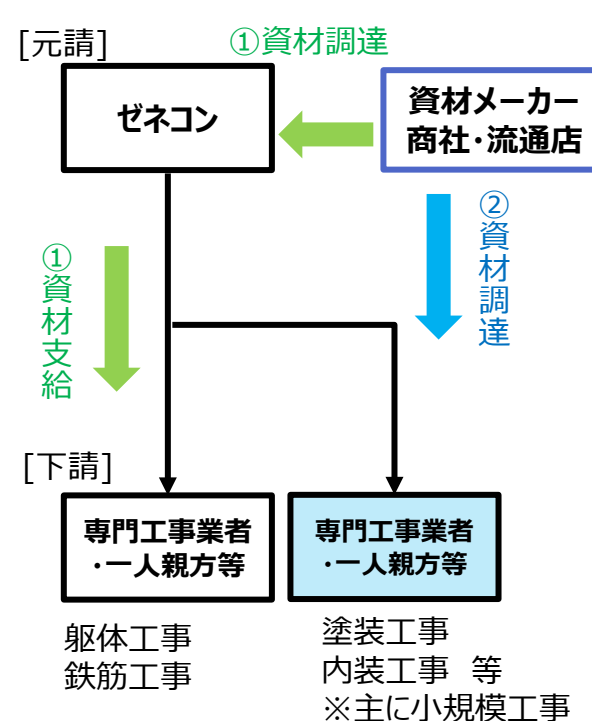 [元請]
①資材調達
ゼネコン
資材メーカー
商社・流通店
②資材調達
①資材支給
[下請]
専門工事業者
・一人親方等
専門工事業者
・一人親方等
躯体工事
鉄筋工事
塗装工事
内装工事 等
※主に小規模工事